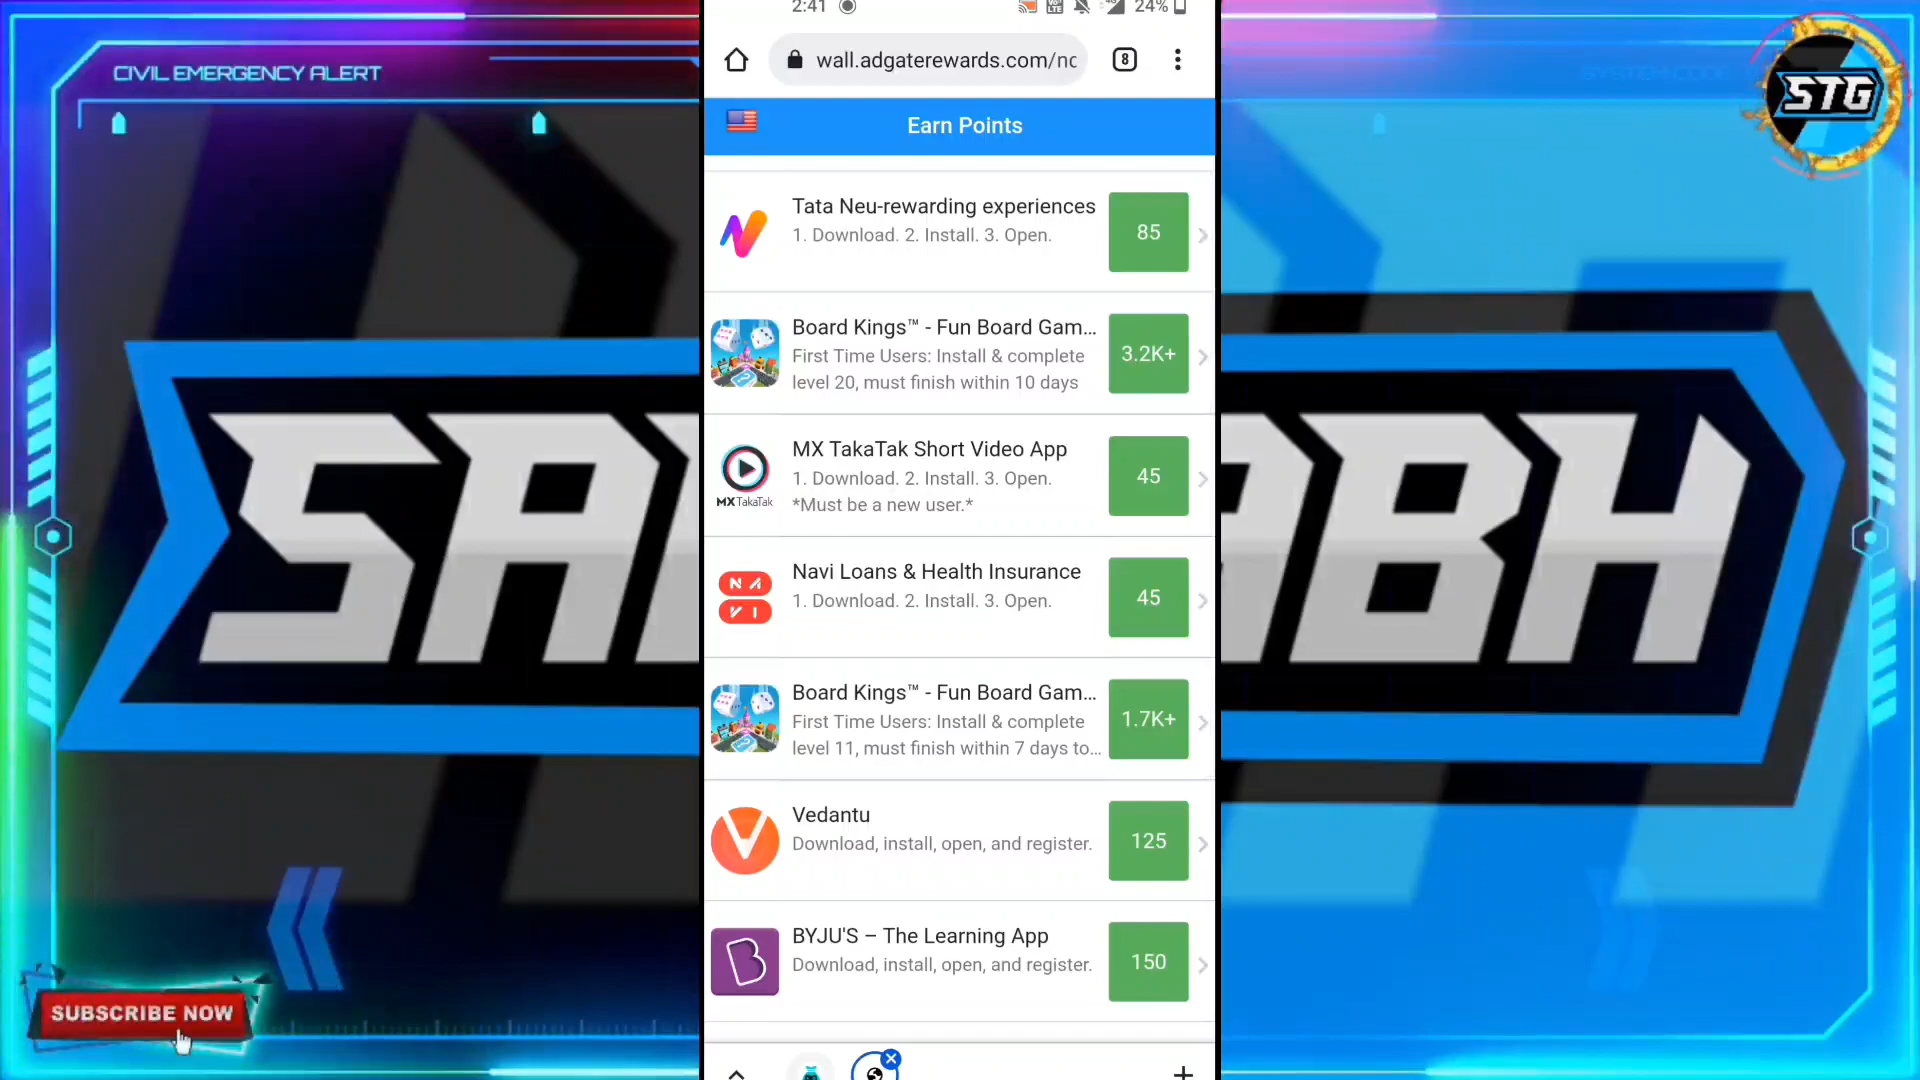 2:41
24%
CIVIL EMERGENCY ALERT
STG
wall.adgaterewards.com/nc
8
Earn Points
Tata Neu-rewarding experiences
1. Download. 2. Install. 3. Open.
85
Board Kings™ - Fun Board Gam...
First Time Users: Install & complete
level 20, must finish within 10 days
3.2K+
MX TakaTak Short Video App
1. Download. 2. Install. 3. Open.
*Must be a new user.*
45
MX TakaTak
Navi Loans & Health Insurance
1. Download. 2. Install. 3. Open.
45
NAVI
Board Kings™ - Fun Board Gam...
First Time Users: Install & complete
level 11, must finish within 7 days to...
1.7K+
Vedantu
Download, install, open, and register.
125
BYJU'S – The Learning App
Download, install, open, and register.
150
SUBSCRIBE NOW